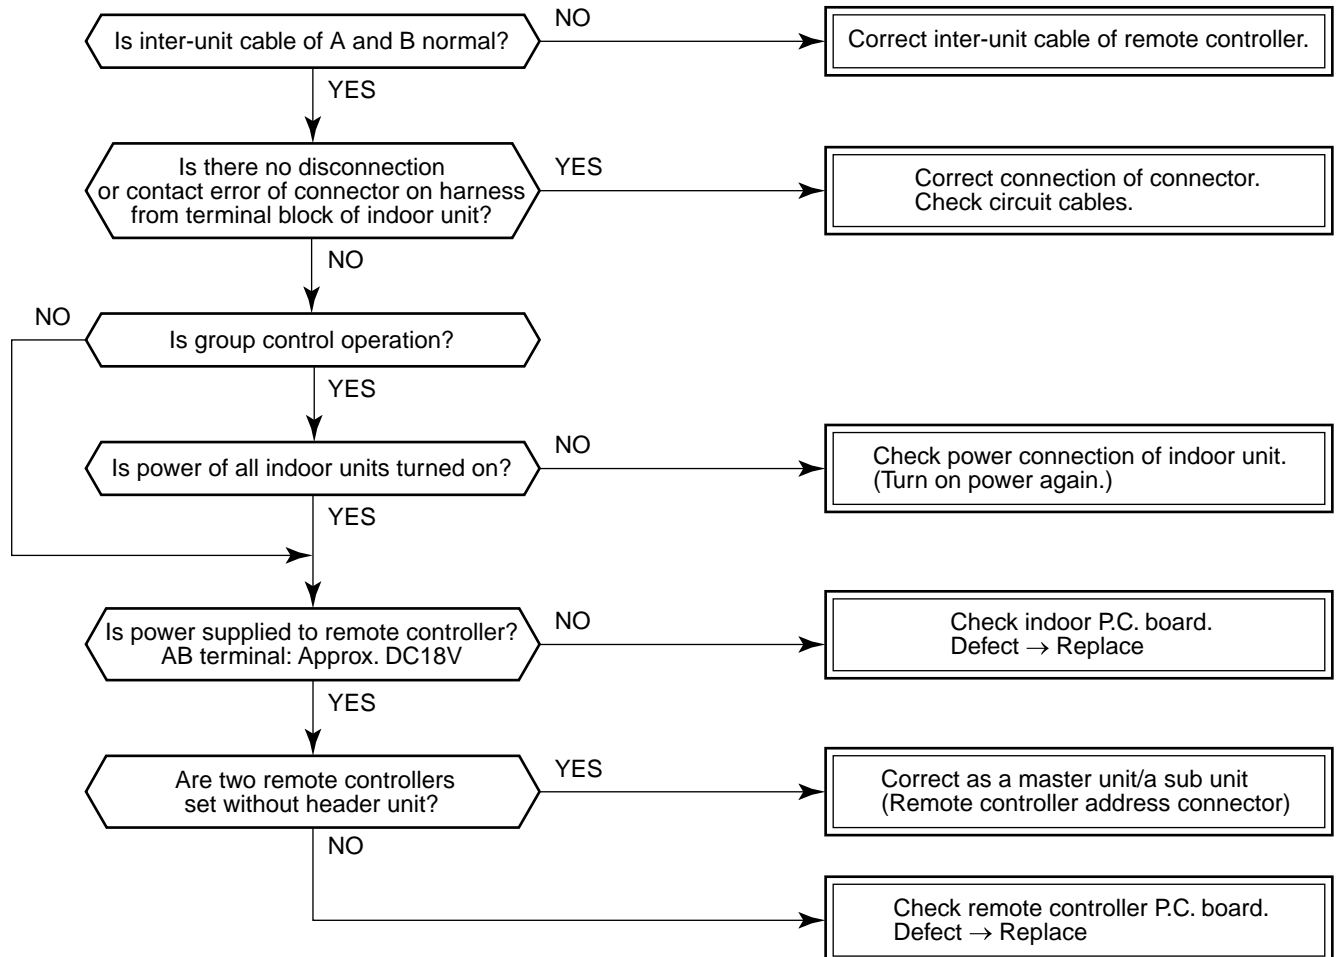 Is inter-unit cable of A and B normal?
NO
Correct inter-unit cable of remote controller.
YES
Is there no disconnection
or contact error of connector on harness
from terminal block of indoor unit?
YES
Correct connection of connector.
Check circuit cables.
NO
NO
Is group control operation?
YES
Is power of all indoor units turned on?
NO
Check power connection of indoor unit.
(Turn on power again.)
YES
Is power supplied to remote controller?
AB terminal: Approx. DC18V
NO
Check indoor P.C. board.
Defect → Replace
YES
Are two remote controllers
set without header unit?
YES
Correct as a master unit/a sub unit
(Remote controller address connector)
NO
Check remote controller P.C. board.
Defect → Replace